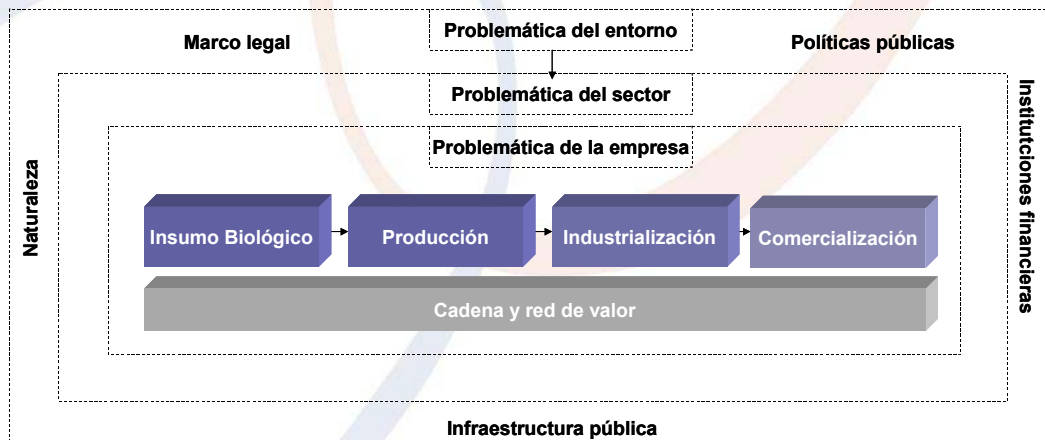 Problemática del entorno
Marco legal
Políticas públicas
Problemática del sector
Problemática de la empresa
Naturaleza
Institutciones financieras
Insumo Biológico
Producción
Industrialización
Comercialización
Cadena y red de valor
Infraestructura pública